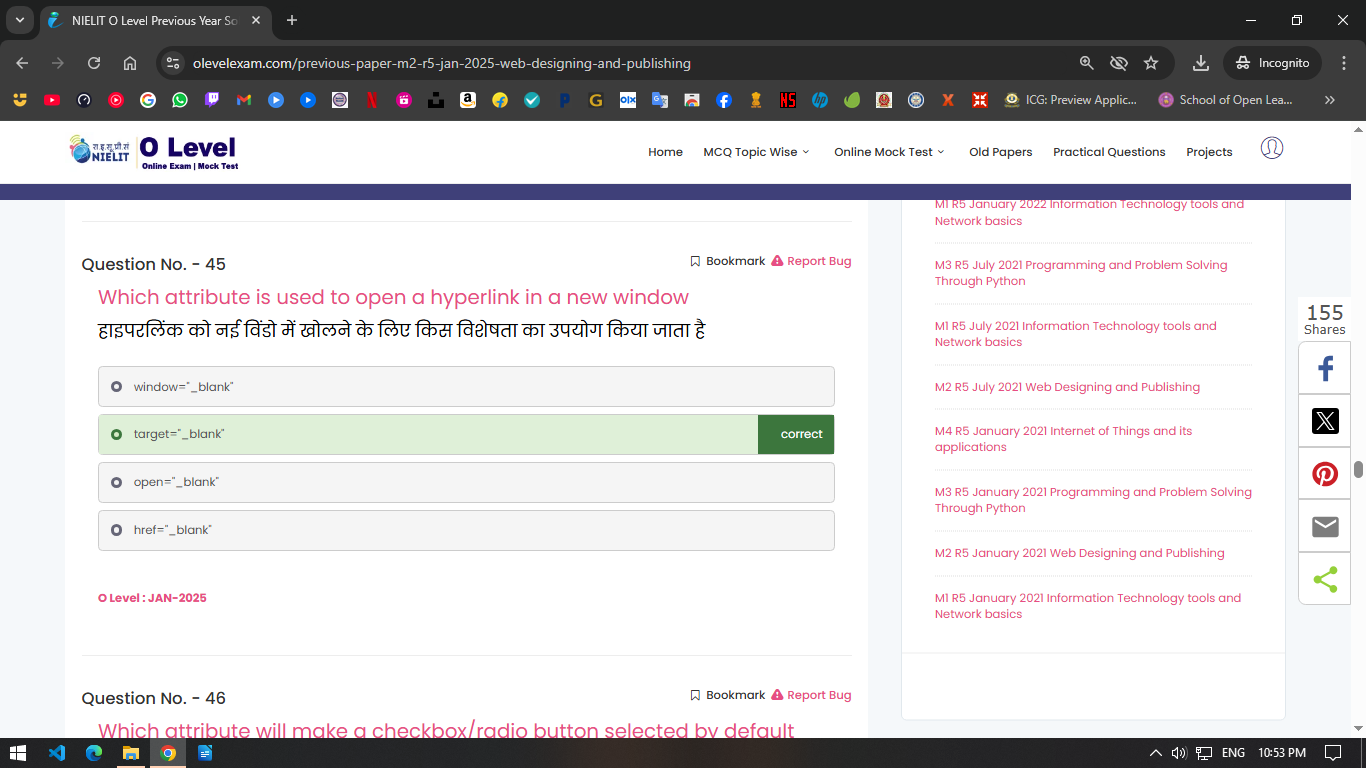 NIELIT O Level Previous Year So
olevelexam.com/previous-paper-m2-r5-jan-2025-web-designing-and-publishing
Incognito
ICG: Preview Applic...
School of Open Lea...
रा.इ.सू.प्रौ.सं
NIELIT
O Level
Online Exam | Mock Test
Home
MCQ Topic Wise
Online Mock Test
Old Papers
Practical Questions
Projects
Question No. - 45
Bookmark
Report Bug
Which attribute is used to open a hyperlink in a new window
हाइपरलिंक को नई विंडो में खोलने के लिए किस विशेषता का उपयोग किया जाता है
window="_blank"
target="_blank"
correct
open="_blank"
href="_blank"
O Level : JAN-2025
Question No. - 46
Bookmark
Report Bug
Which attribute will make a checkbox/radio button selected by default
M1 R5 January 2022 Information Technology tools and
Network basics
M3 R5 July 2021 Programming and Problem Solving
Through Python
M1 R5 July 2021 Information Technology tools and
Network basics
M2 R5 July 2021 Web Designing and Publishing
M4 R5 January 2021 Internet of Things and its
applications
M3 R5 January 2021 Programming and Problem Solving
Through Python
M2 R5 January 2021 Web Designing and Publishing
M1 R5 January 2021 Information Technology tools and
Network basics
155
Shares
ENG
10:53 PM